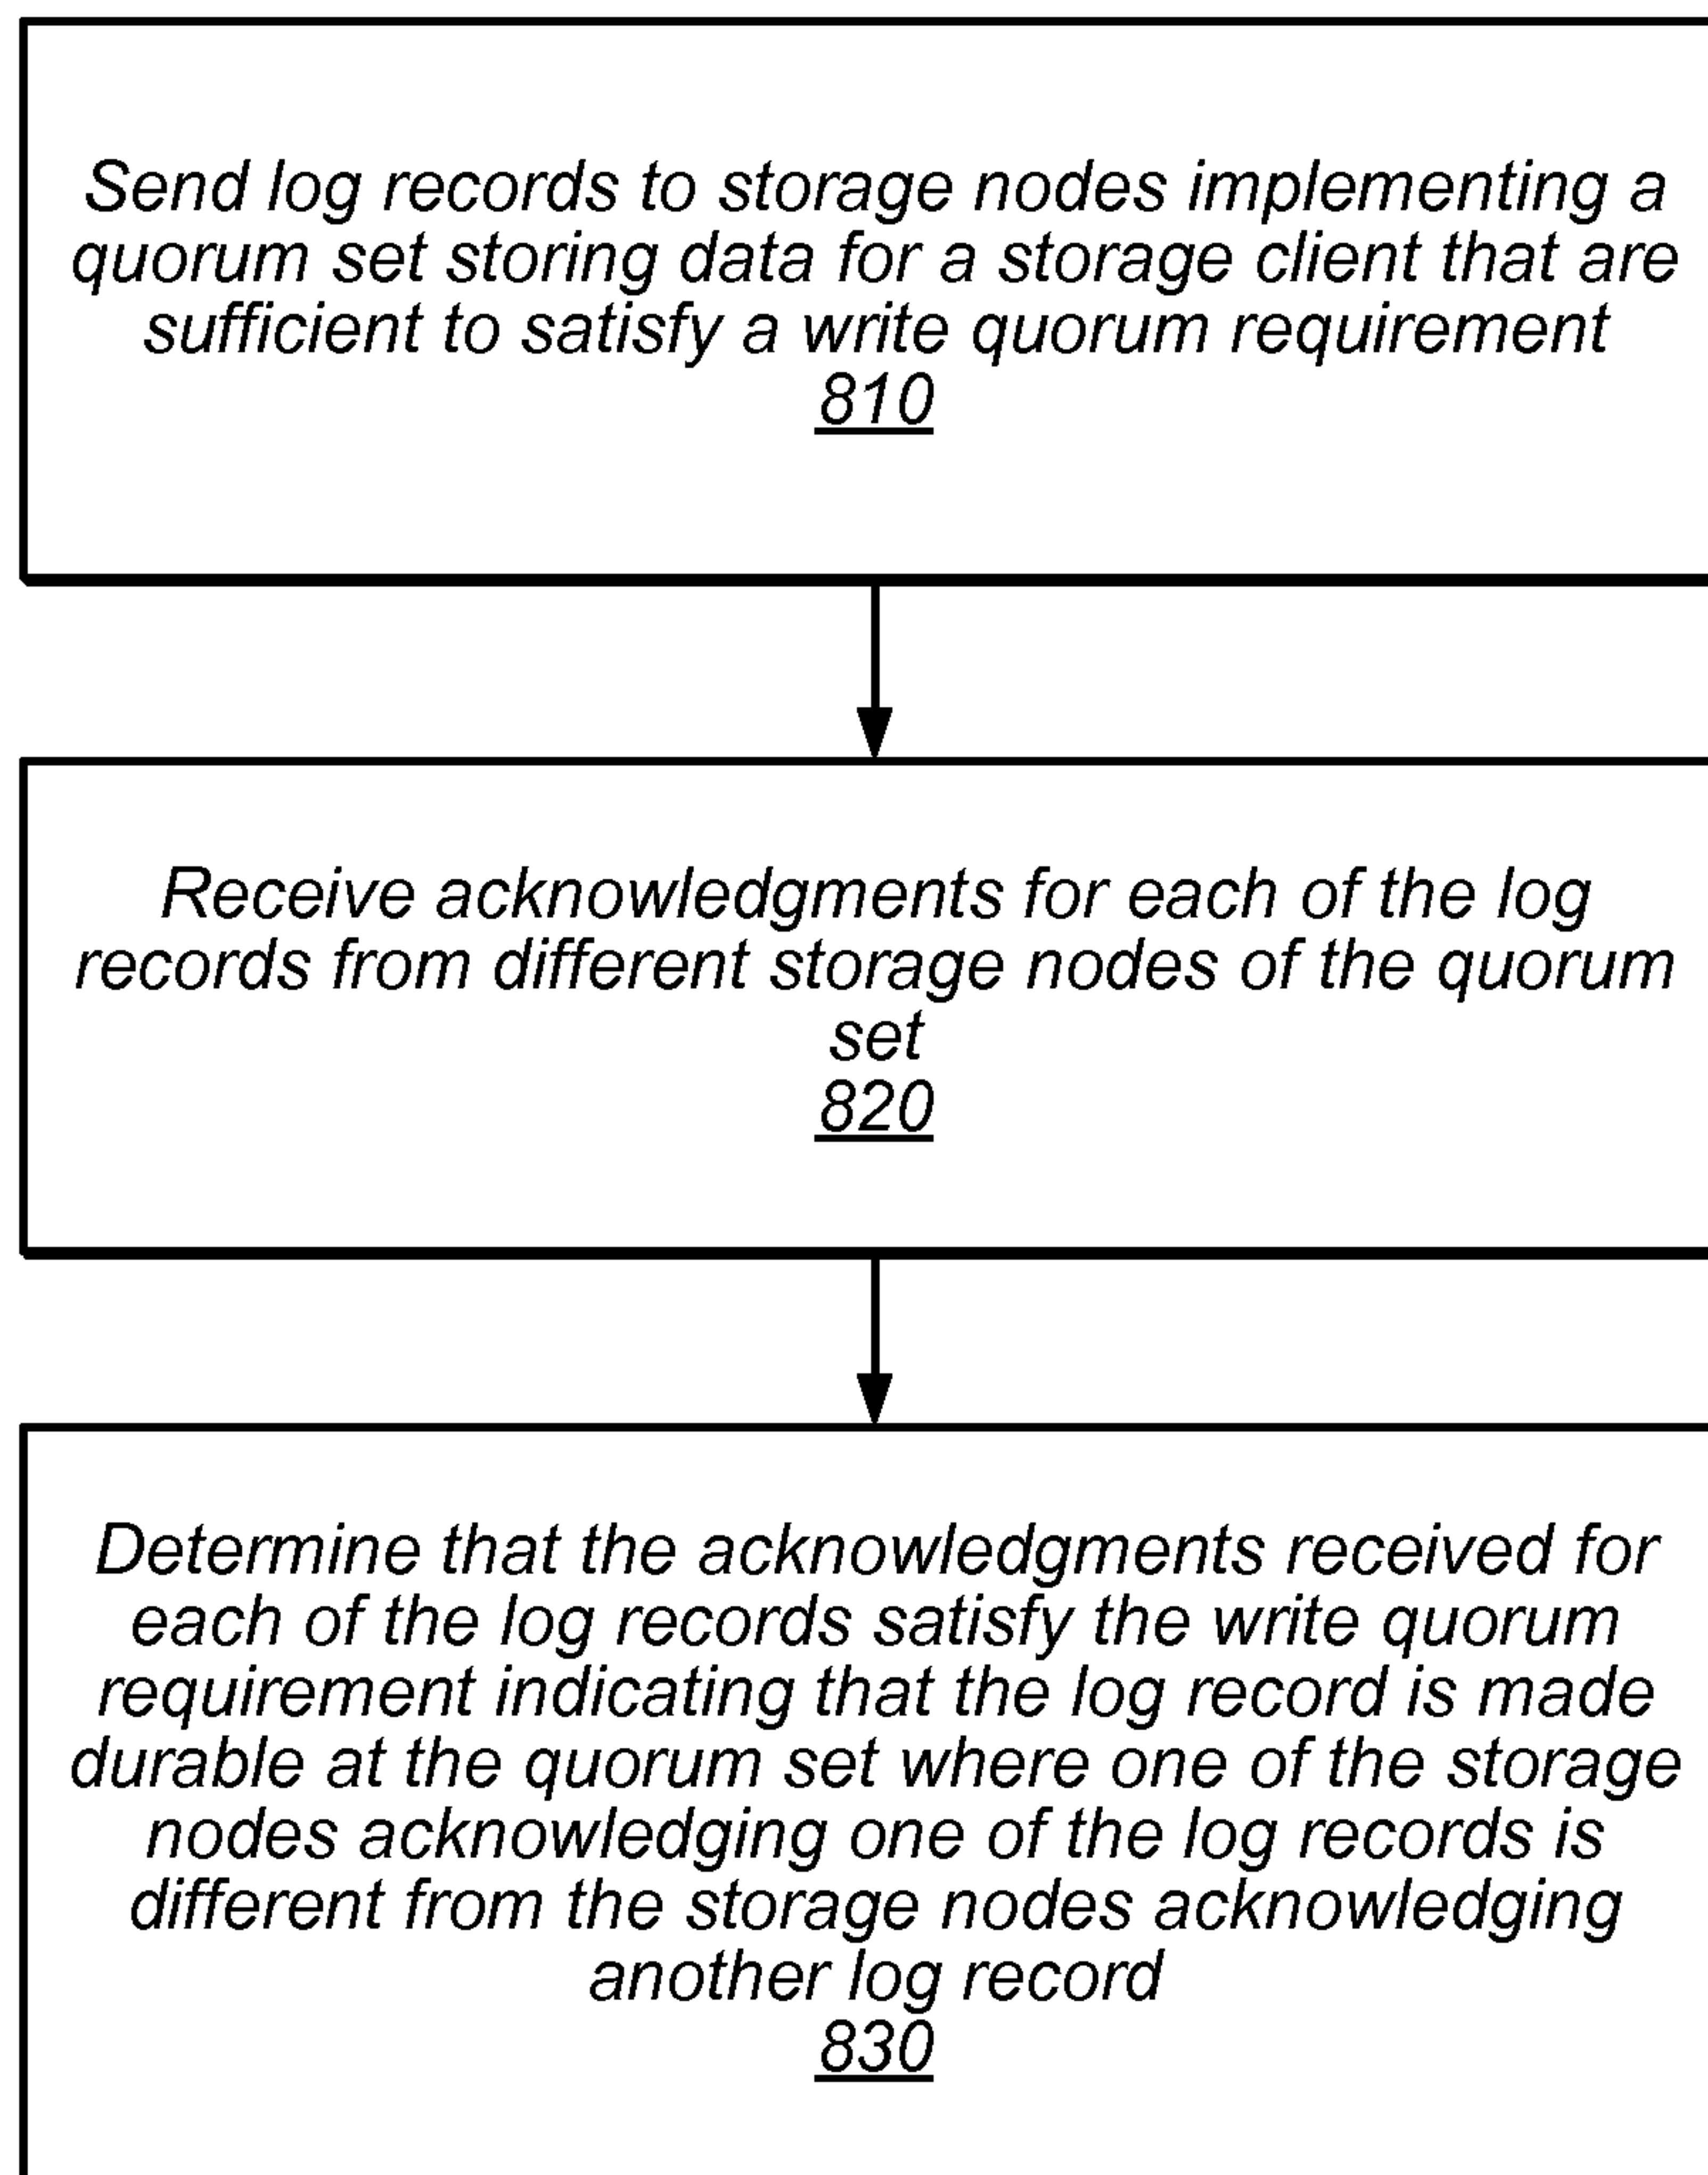 Send log records to storage nodes implementing a
quorum set storing data for a storage client that are
sufficient to satisfy a write quorum requirement
810
Receive acknowledgments for each of the log
records from different storage nodes of the quorum
set
820
Determine that the acknowledgments received for
each of the log records satisfy the write quorum
requirement indicating that the log record is made
durable at the quorum set where one of the storage
nodes acknowledging one of the log records is
different from the storage nodes acknowledging
another log record
830